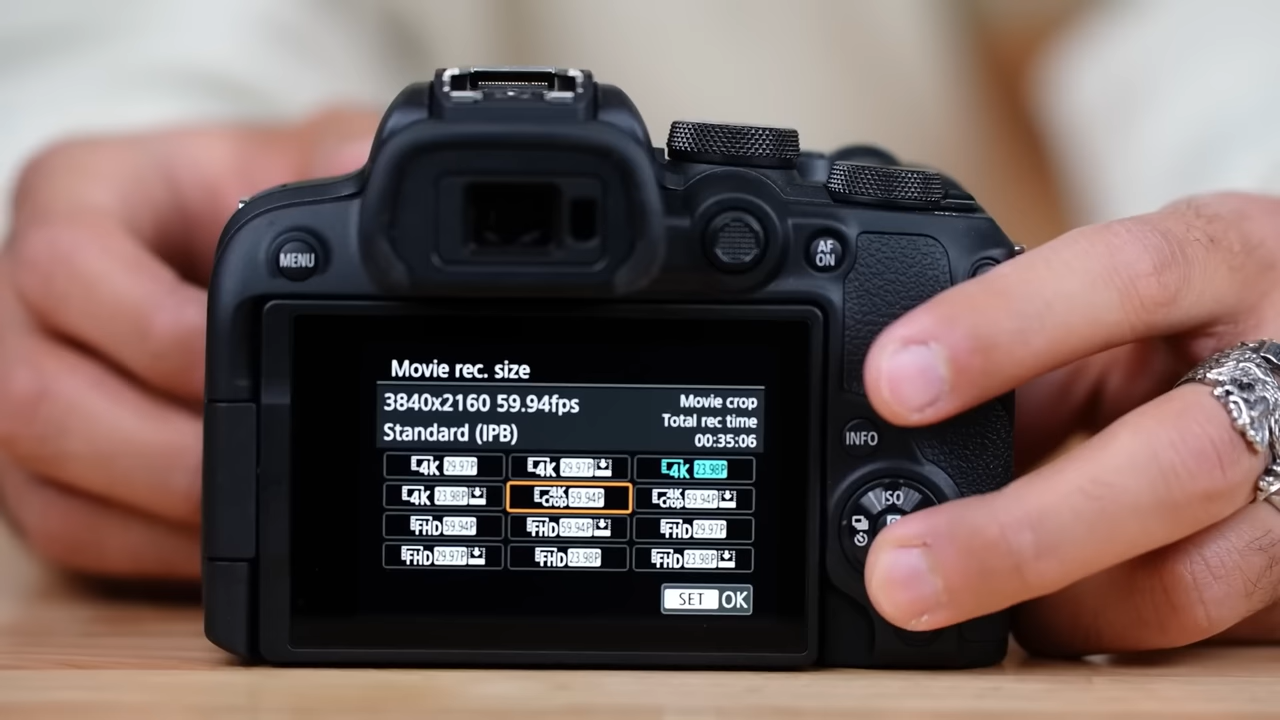 MENU
AF
ON
Movie rec. size
3840x2160 59.94fps
Movie crop
Standard (IPB)
Total rec time
00:35:06
4K 29.97P
4K 29.97P
4K 23.98P
4K 23.98P
4K Crop 59.94P
4K Crop 59.94P
FHD 59.94P
FHD 59.94P
FHD 29.97P
FHD 29.97P
FHD 23.98P
FHD 23.98P
SET OK
INFO
ISO